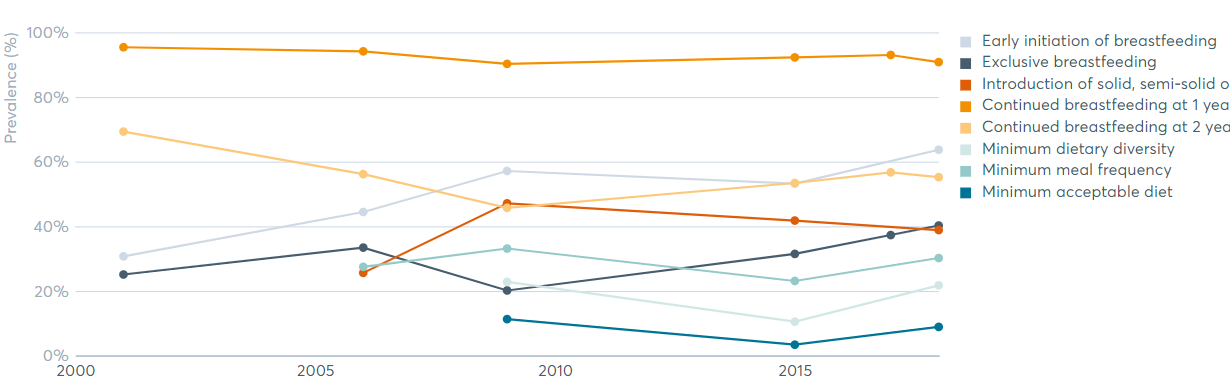 Prevalence (%)
100%
80%
60%
40%
20%
0%
2000 2005 2010 2015
Early initiation of breastfeeding
Exclusive breastfeeding
Introduction of solid, semi-solid
Continued breastfeeding at 1
Continued breastfeeding at 2
Minimum dietary diversity
Minimum meal frequency
Minimum acceptable diet